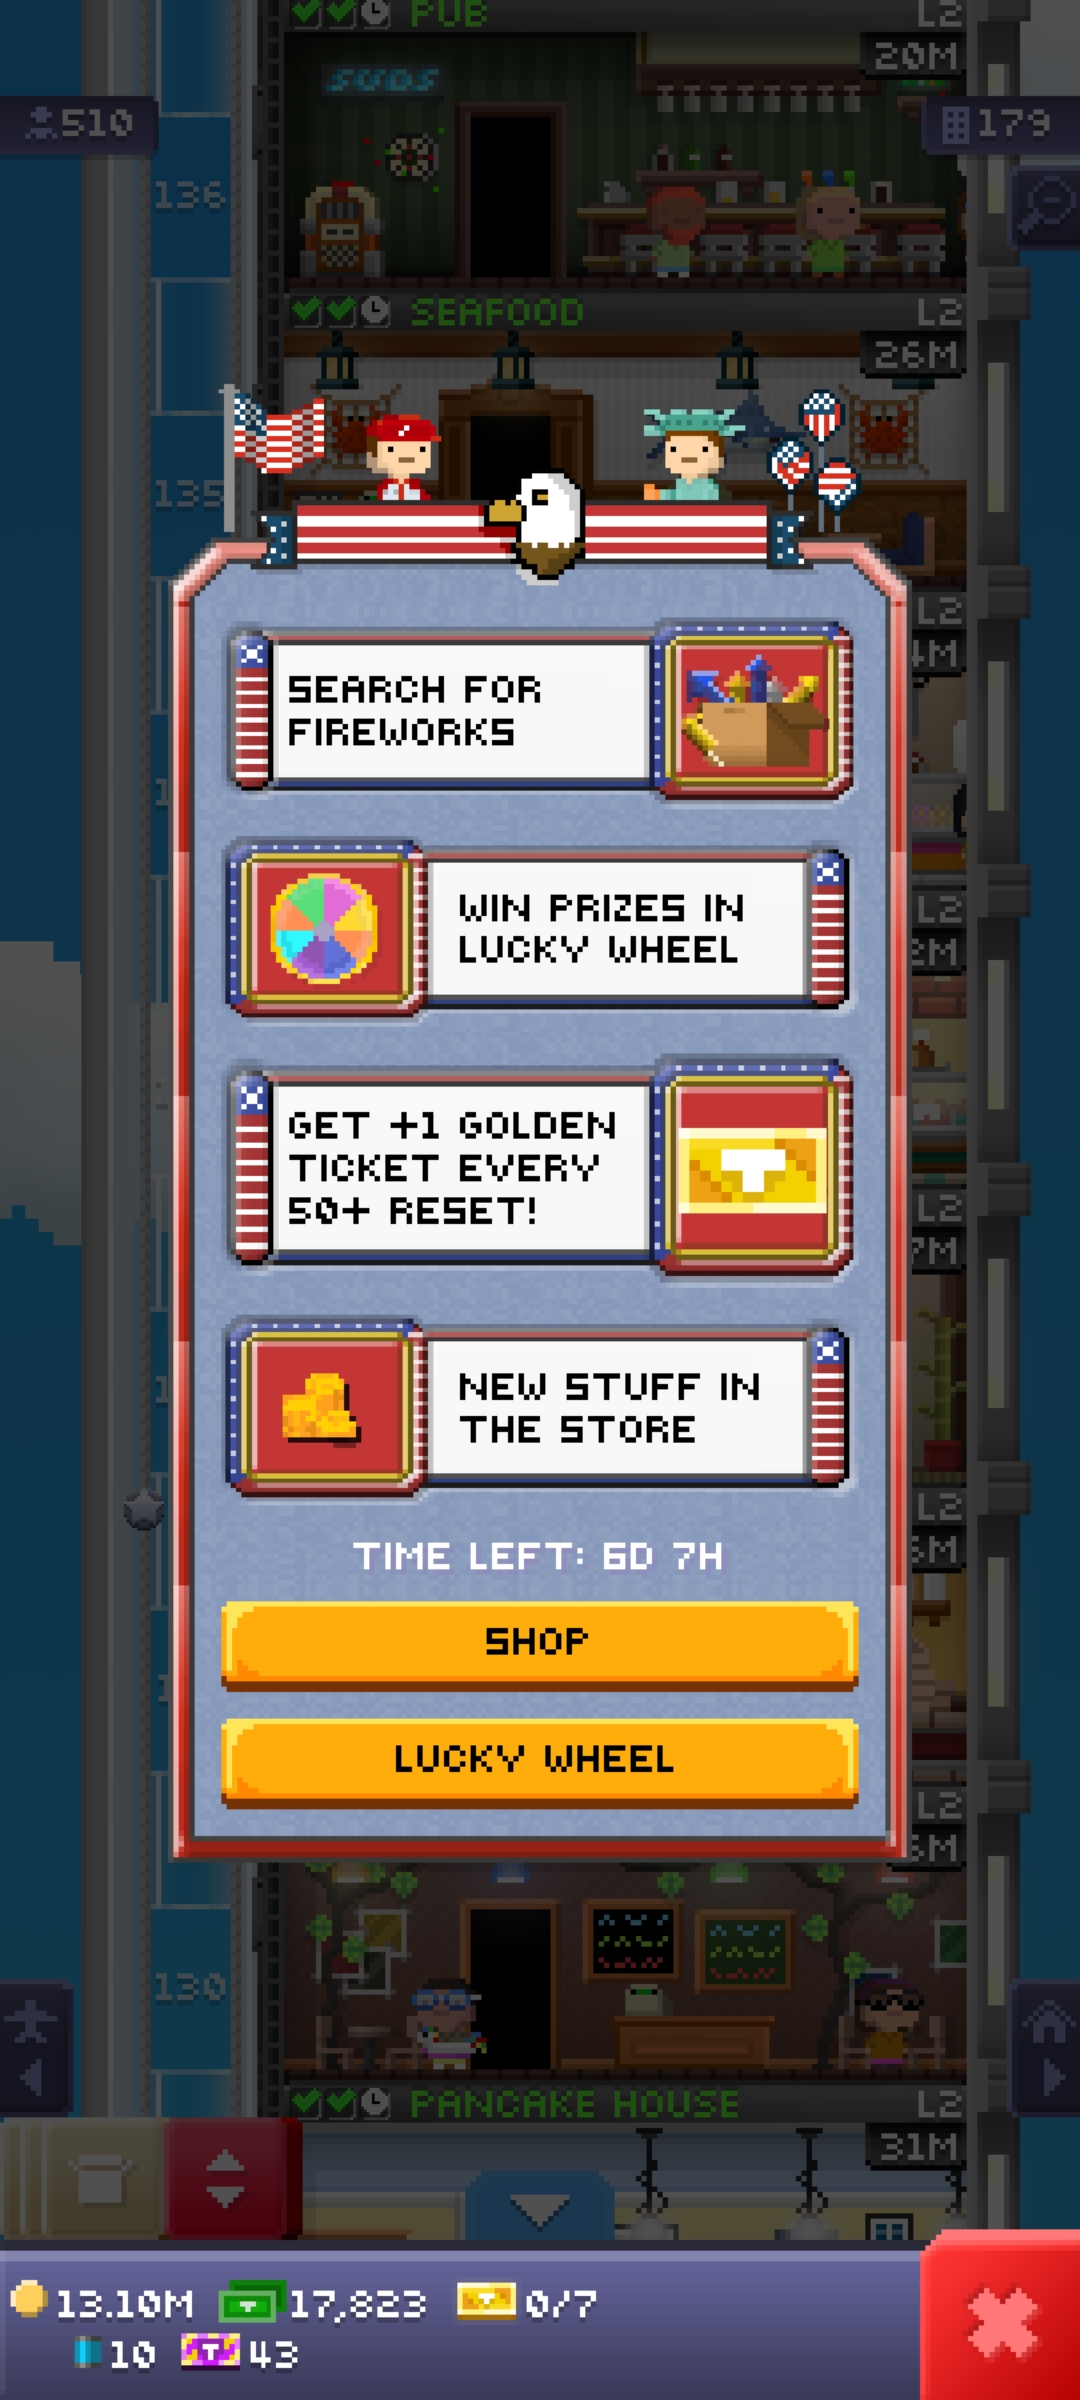 PUB L2
20M
SUDS
510
179
136
SEAFOOD L2
26M
135
L2
4M
SEARCH FOR
FIREWORKS
WIN PRIZES IN
LUCKY WHEEL
L2
2M
GET +1 GOLDEN
TICKET EVERY
50+ RESET!
L2
7M
NEW STUFF IN
THE STORE
L2
TIME LEFT: 6D 7H
SHOP
LUCKY WHEEL
L2
130
PANCAKE HOUSE L2
31M
13.10M 17,823 0/7
10 43